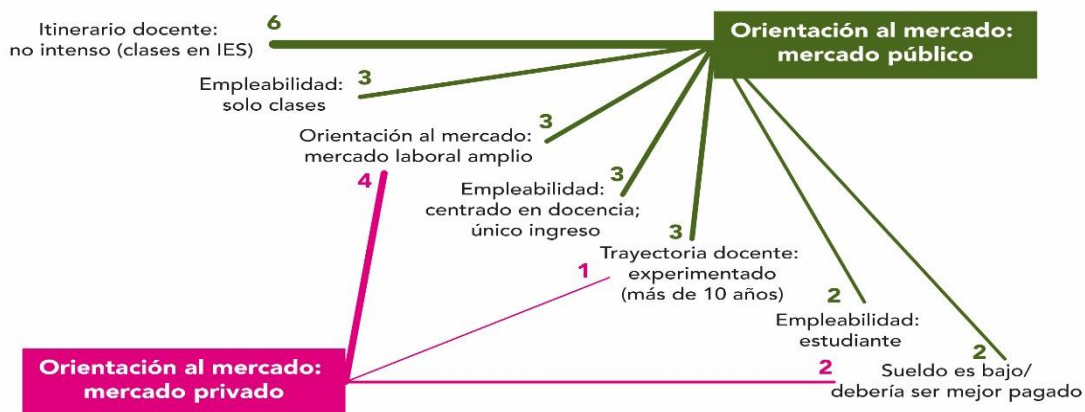 Itinerario docente:
no intenso (clases en IES)
6
Orientación al mercado:
mercado público
Empleabilidad:
solo clases
3
Orientación al mercado:
mercado laboral amplio
3
4
Empleabilidad:
centrado en docencia;
único ingreso
3
Trayectoria docente:
experimentado
(más de 10 años)
3
1
2
Empleabilidad:
estudiante
2
Sueldo es bajo/
debería ser mejor pagado
2
Orientación al mercado:
mercado privado